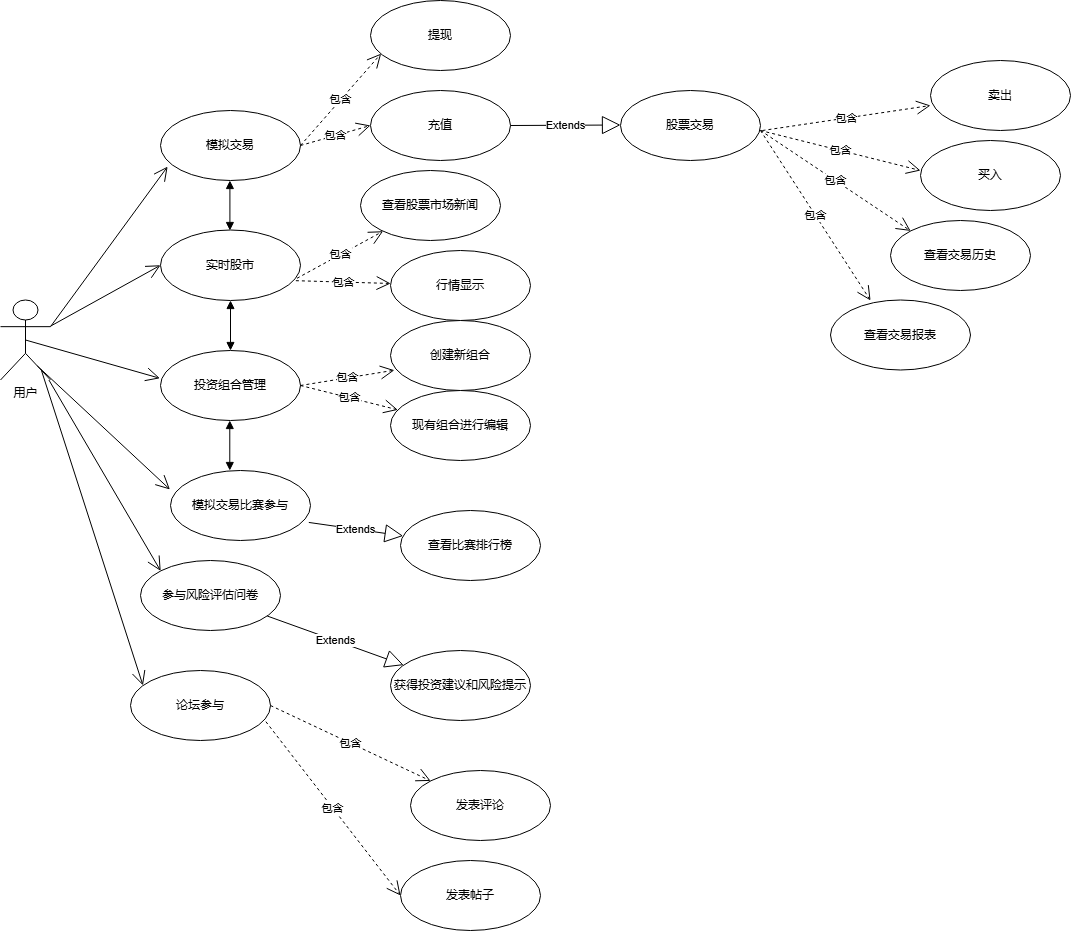 提现
包含
充值
包含
模拟交易
Extends
股票交易
包含
卖出
包含
买入
包含
查看交易历史
包含
查看交易报表
查看股票市场新闻
包含
实时股市
包含
行情显示
创建新组合
包含
投资组合管理
包含
现有组合进行编辑
用户
模拟交易比赛参与
Extends
查看比赛排行榜
参与风险评估问卷
Extends
获得投资建议和风险提示
论坛参与
包含
发表评论
包含
发表帖子